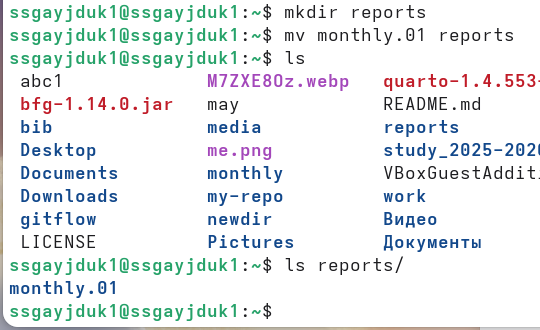 ssgayjduk1@ssgayjduk1:~$ mkdir reports
ssgayjduk1@ssgayjduk1:~$ mv monthly.01 reports
ssgayjduk1@ssgayjduk1:~$ ls
abc1 M7ZXE8Oz.webp quarto-1.4.553-
bfg-1.14.0.jar may README.md
bib media reports
Desktop me.png study_2025-2026
Documents monthly VBoxGuestAdditi
Downloads my-repo work
gitflow newdir Видео
LICENSE Pictures Документы
ssgayjduk1@ssgayjduk1:~$ ls reports/
monthly.01
ssgayjduk1@ssgayjduk1:~$